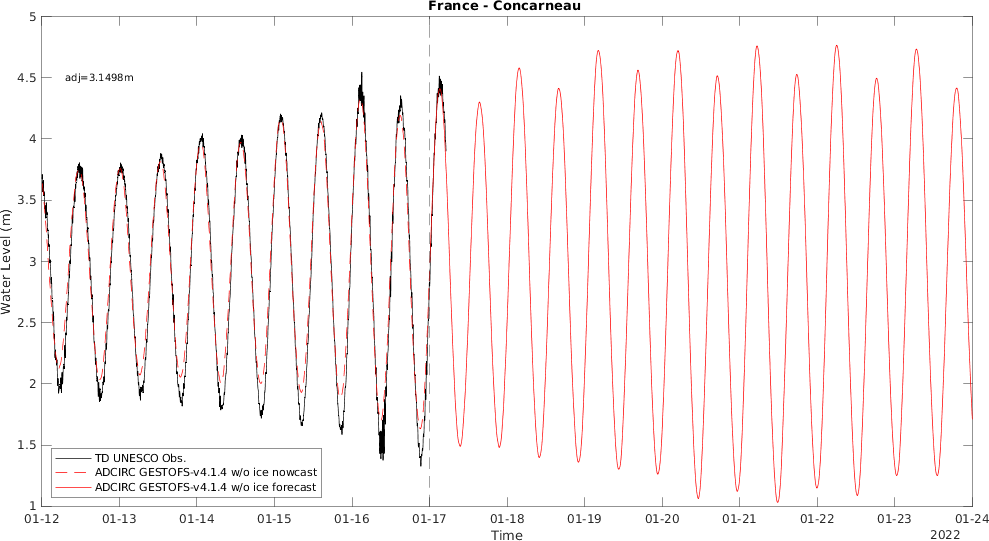 France - Concarneau
adj=3.1498m
Water Level (m)
5
4.5
4
3.5
3
2.5
2
1.5
1
TD UNESCO Obs.
ADCIRC GESTOFS-v4.1.4 w/o ice nowcast
ADCIRC GESTOFS-v4.1.4 w/o ice forecast
01-12 01-13 01-14 01-15 01-16 01-17 01-18 01-19 01-20 01-21 01-22 01-23 01-24
Time
2022